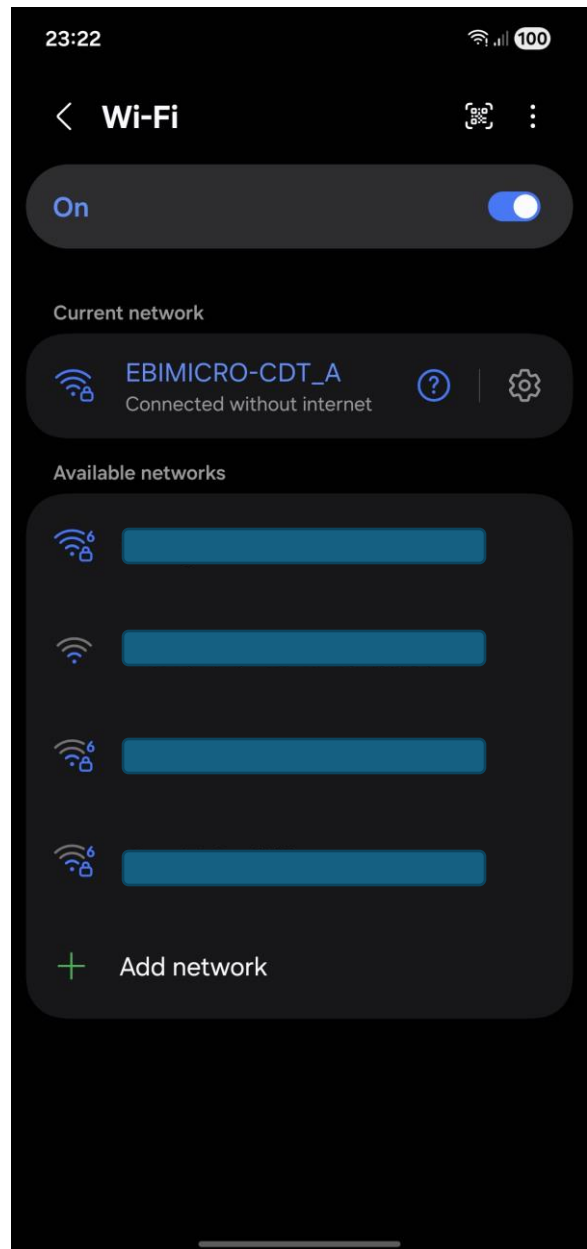 23:22
100
Wi-Fi
On
Current network
EBIMICRO-CDT_A
Connected without internet
?
Available networks
6
6
6
Add network